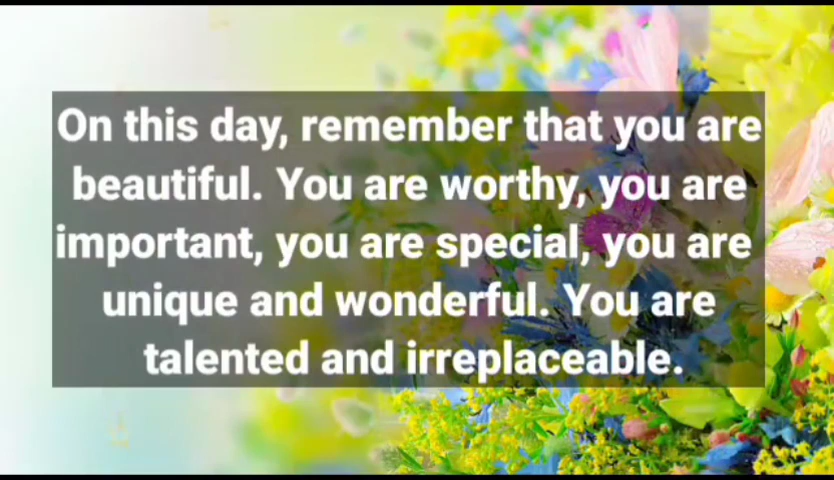 On this day, remember that you are
beautiful. You are worthy, you are
important, you are special, you are
unique and wonderful. You are
talented and irreplaceable.